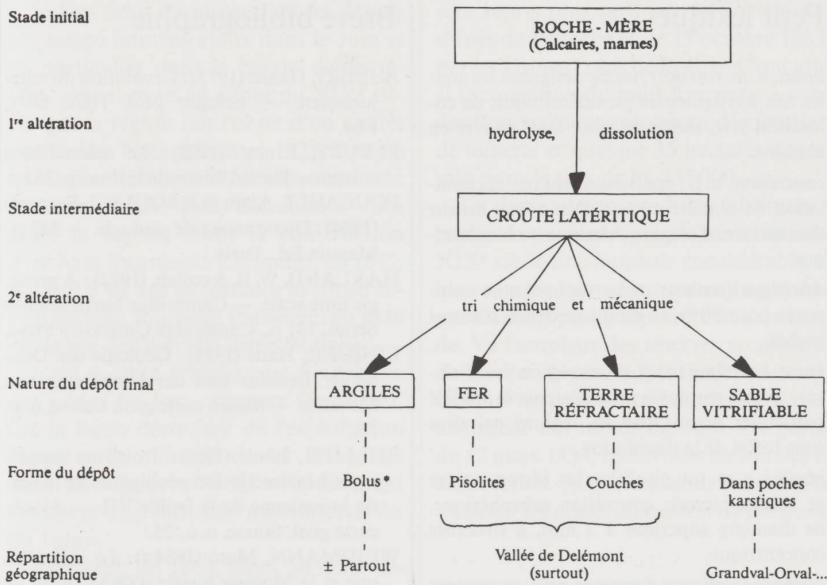 Stade initial
ROCHE - MÈRE
(Calcaires, marnes)
1re altération
hydrolyse, dissolution
Stade intermédiaire
CROÛTE LATÉRITIQUE
2e altération
tri chimique et mécanique
Nature du dépôt final
ARGILES
FER
TERRE
RÉFRACTAIRE
SABLE
VITRIFIABLE
Forme du dépôt
Bolus*
Pisolites
Couches
Dans poches
karstiques
Répartition
géographique
± Partout
Vallée de Delémont
(surtout)
Grandval-Orval-...